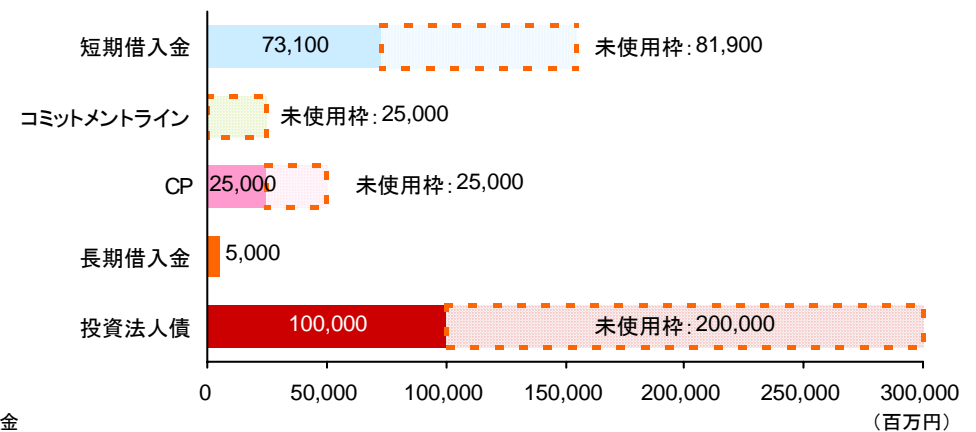 短期借入金 73,100 未使用枠：81,900
コミットメントライン 未使用枠：25,000
CP 25,000 未使用枠：25,000
長期借入金 5,000
投資法人債 100,000 未使用枠：200,000
0 50,000 100,000 150,000 200,000 250,000 300,000
金 （百万円）